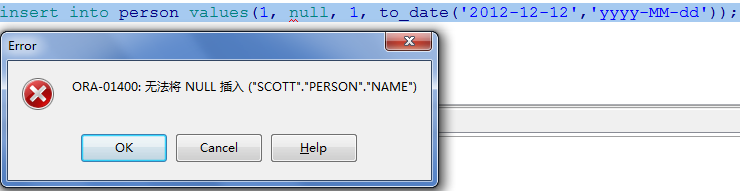 insert into person values(1, null, 1, to_date('2012-12-12','yyyy-MM-dd'));
Error
ORA-01400: 无法将 NULL 插入 ("SCOTT"."PERSON"."NAME")
OK Cancel Help